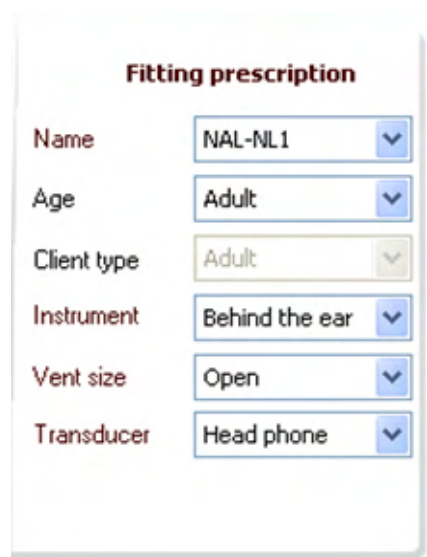 Fitting prescription
Name NAL-NL1
Age Adult
Client type Adult
Instrument Behind the ear
Vent size Open
Transducer Head phone